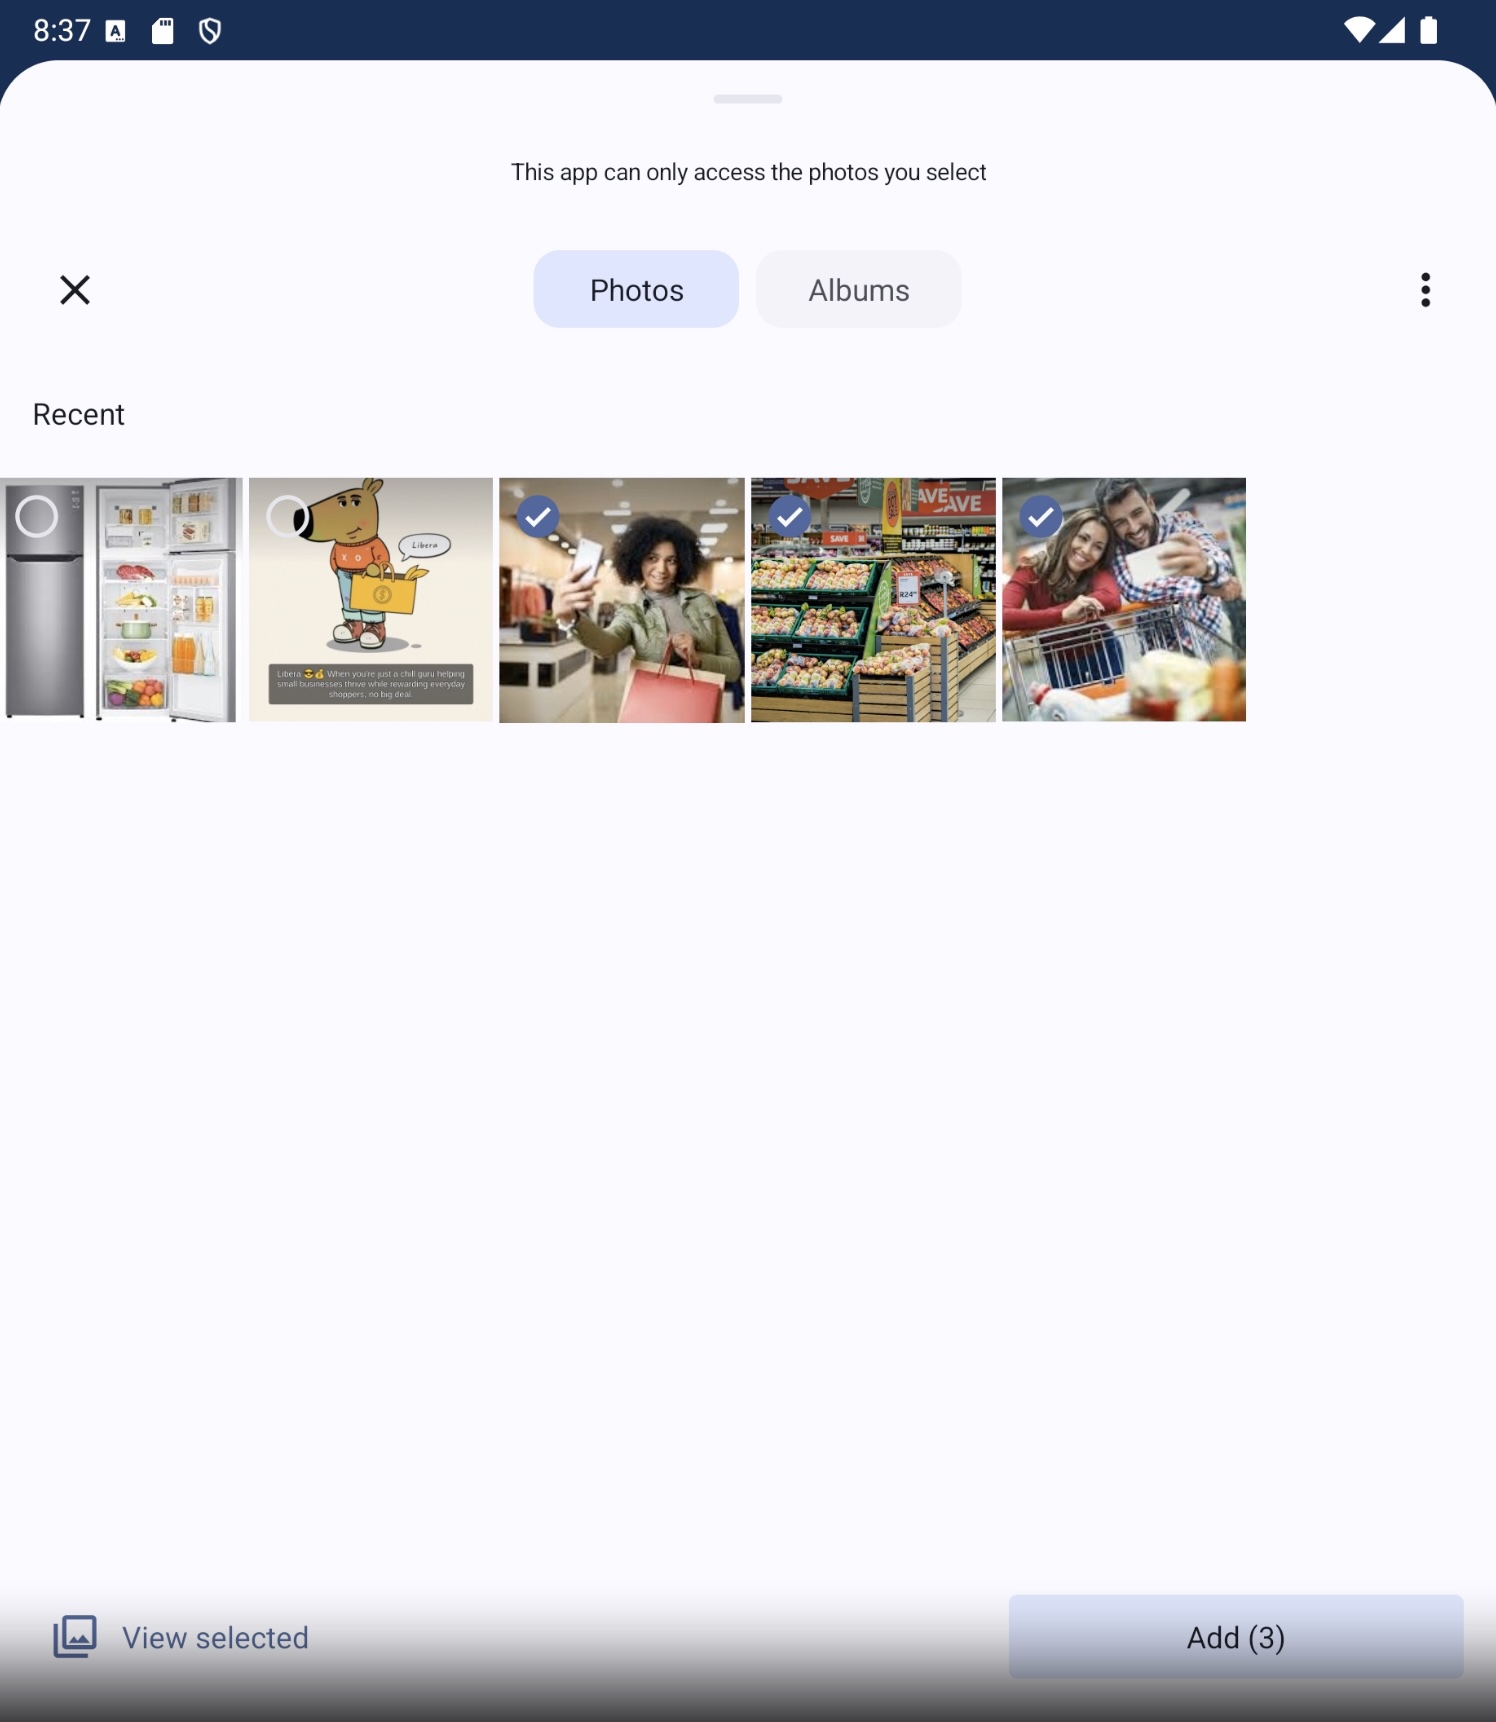 8:37
This app can only access the photos you select
Photos
Albums
Recent
Libera
K O E
Libera 😎💰 When you're just a chill guru helping
small businesses thrive while rewarding everyday
shoppers, no big deal.
SAVE
AVE
AVE
SAVE
R24
View selected
Add (3)